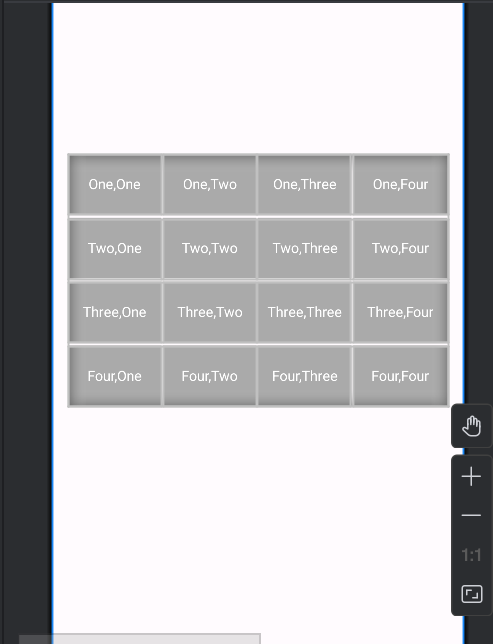 One,One One,Two One,Three One,Four
Two,One Two,Two Two,Three Two,Four
Three,One Three,Two Three,Three Three,Four
Four,One Four,Two Four,Three Four,Four
1:1